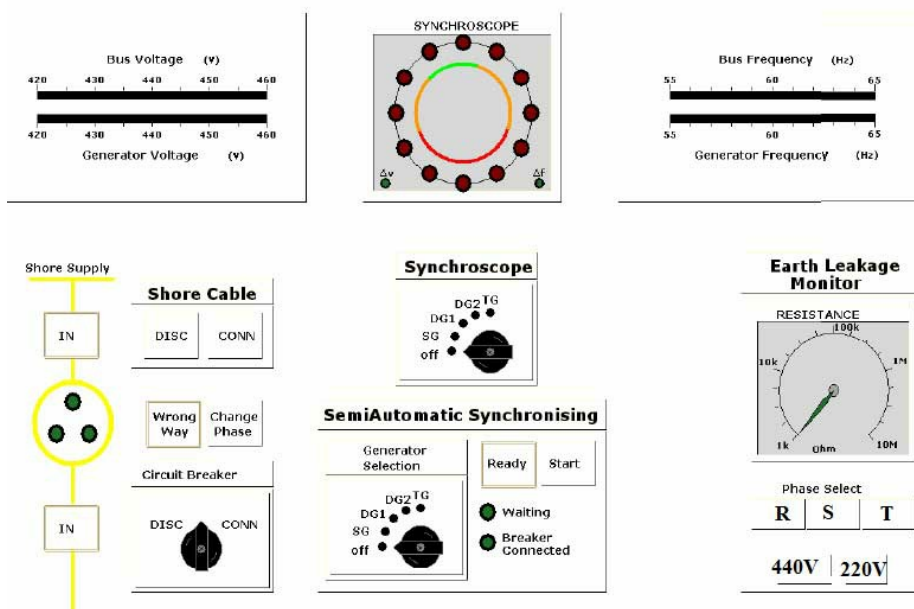 Bus Voltage (v)
420 430 440 450 460
420 430 440 450 460
Generator Voltage (v)
SYNCHROSCOPE
Δv Δf
Bus Frequency (Hz)
55 60 65
55 60 65
Generator Frequency (Hz)
Shore Supply
IN
IN
Shore Cable
DISC CONN
Wrong Way
Change Phase
Circuit Breaker
DISC CONN
Synchroscope
DG2 TG
DG1
SG
off
SemiAutomatic Synchronising
Generator
Selection
DG2 TG
DG1
SG
off
Ready Start
Waiting
Breaker
Connected
Earth Leakage
Monitor
RESISTANCE
100k
10k 1M
1k Ohm 10M
Phase Select
R S T
440V 220V